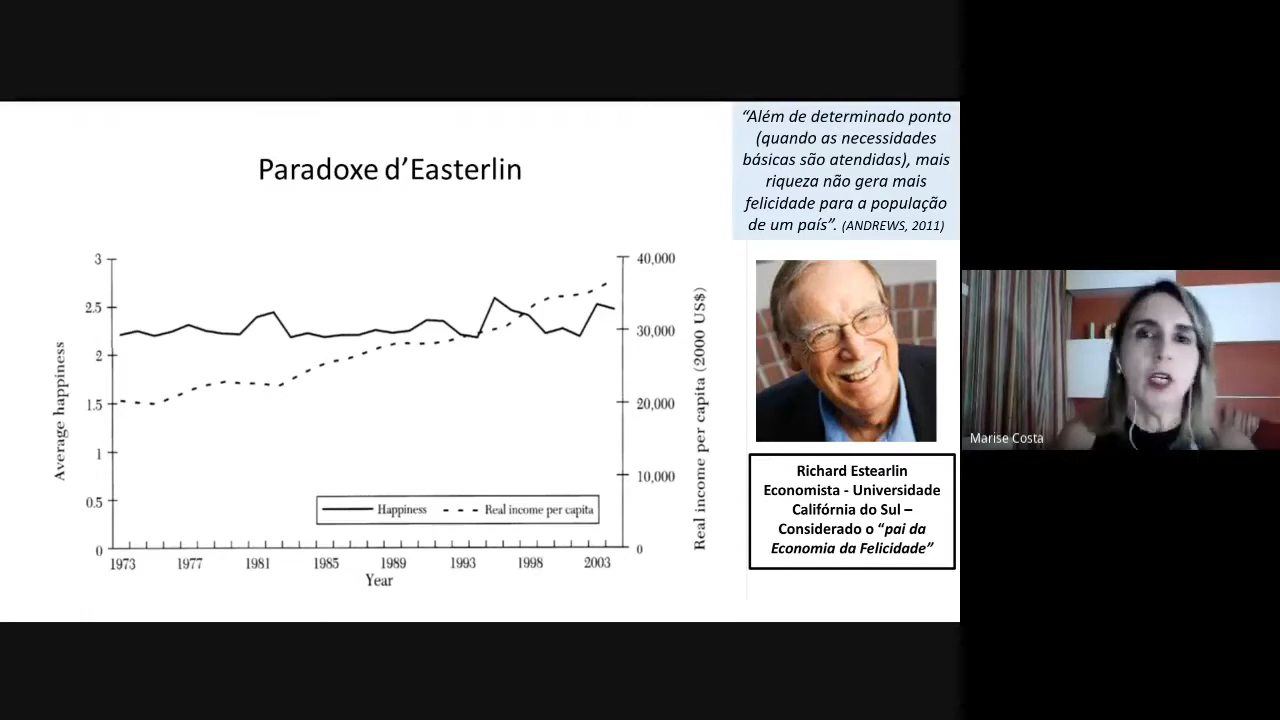 Paradoxe d’Easterlin
“Além de determinado ponto
(quando as necessidades
básicas são atendidas), mais
riqueza não gera mais
felicidade para a população
de um país”. (ANDREWS, 2011)
Average happiness
3
2.5
2
1.5
1
0.5
0
1973 1977 1981 1985 1989 1993 1998 2003
Year
Happiness Real income per capita
40,000
30,000
20,000
10,000
0
Real income per capita (2000 US$)
Richard Estearlin
Economista - Universidade
Califórnia do Sul –
Considerado o “pai da
Economia da Felicidade”
Marise Costa